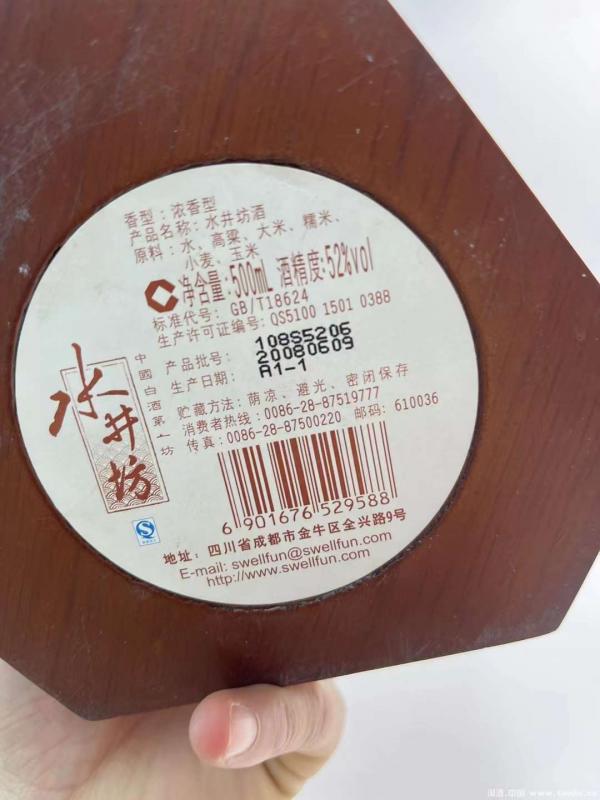 香型：浓香型
产品名称：水井坊酒
原料：水、高粱、大米、糯米、
小麦、玉米
净含量：500mL 酒精度：52%vol
标准代号：GB/T18624
生产许可证编号：QS5100 1501 0388
产品批号：108S5206
生产日期：20080609
A1-1
贮藏方法：荫凉、避光、密闭保存
消费者热线：0086-28-87519777
传真：0086-28-87500220 邮码：610036
中國白酒第一坊
水井坊
6 901676 529588
地址：四川省成都市金牛区全兴路9号
E-mail: swellfun@swellfun.com
http://www.swellfun.com